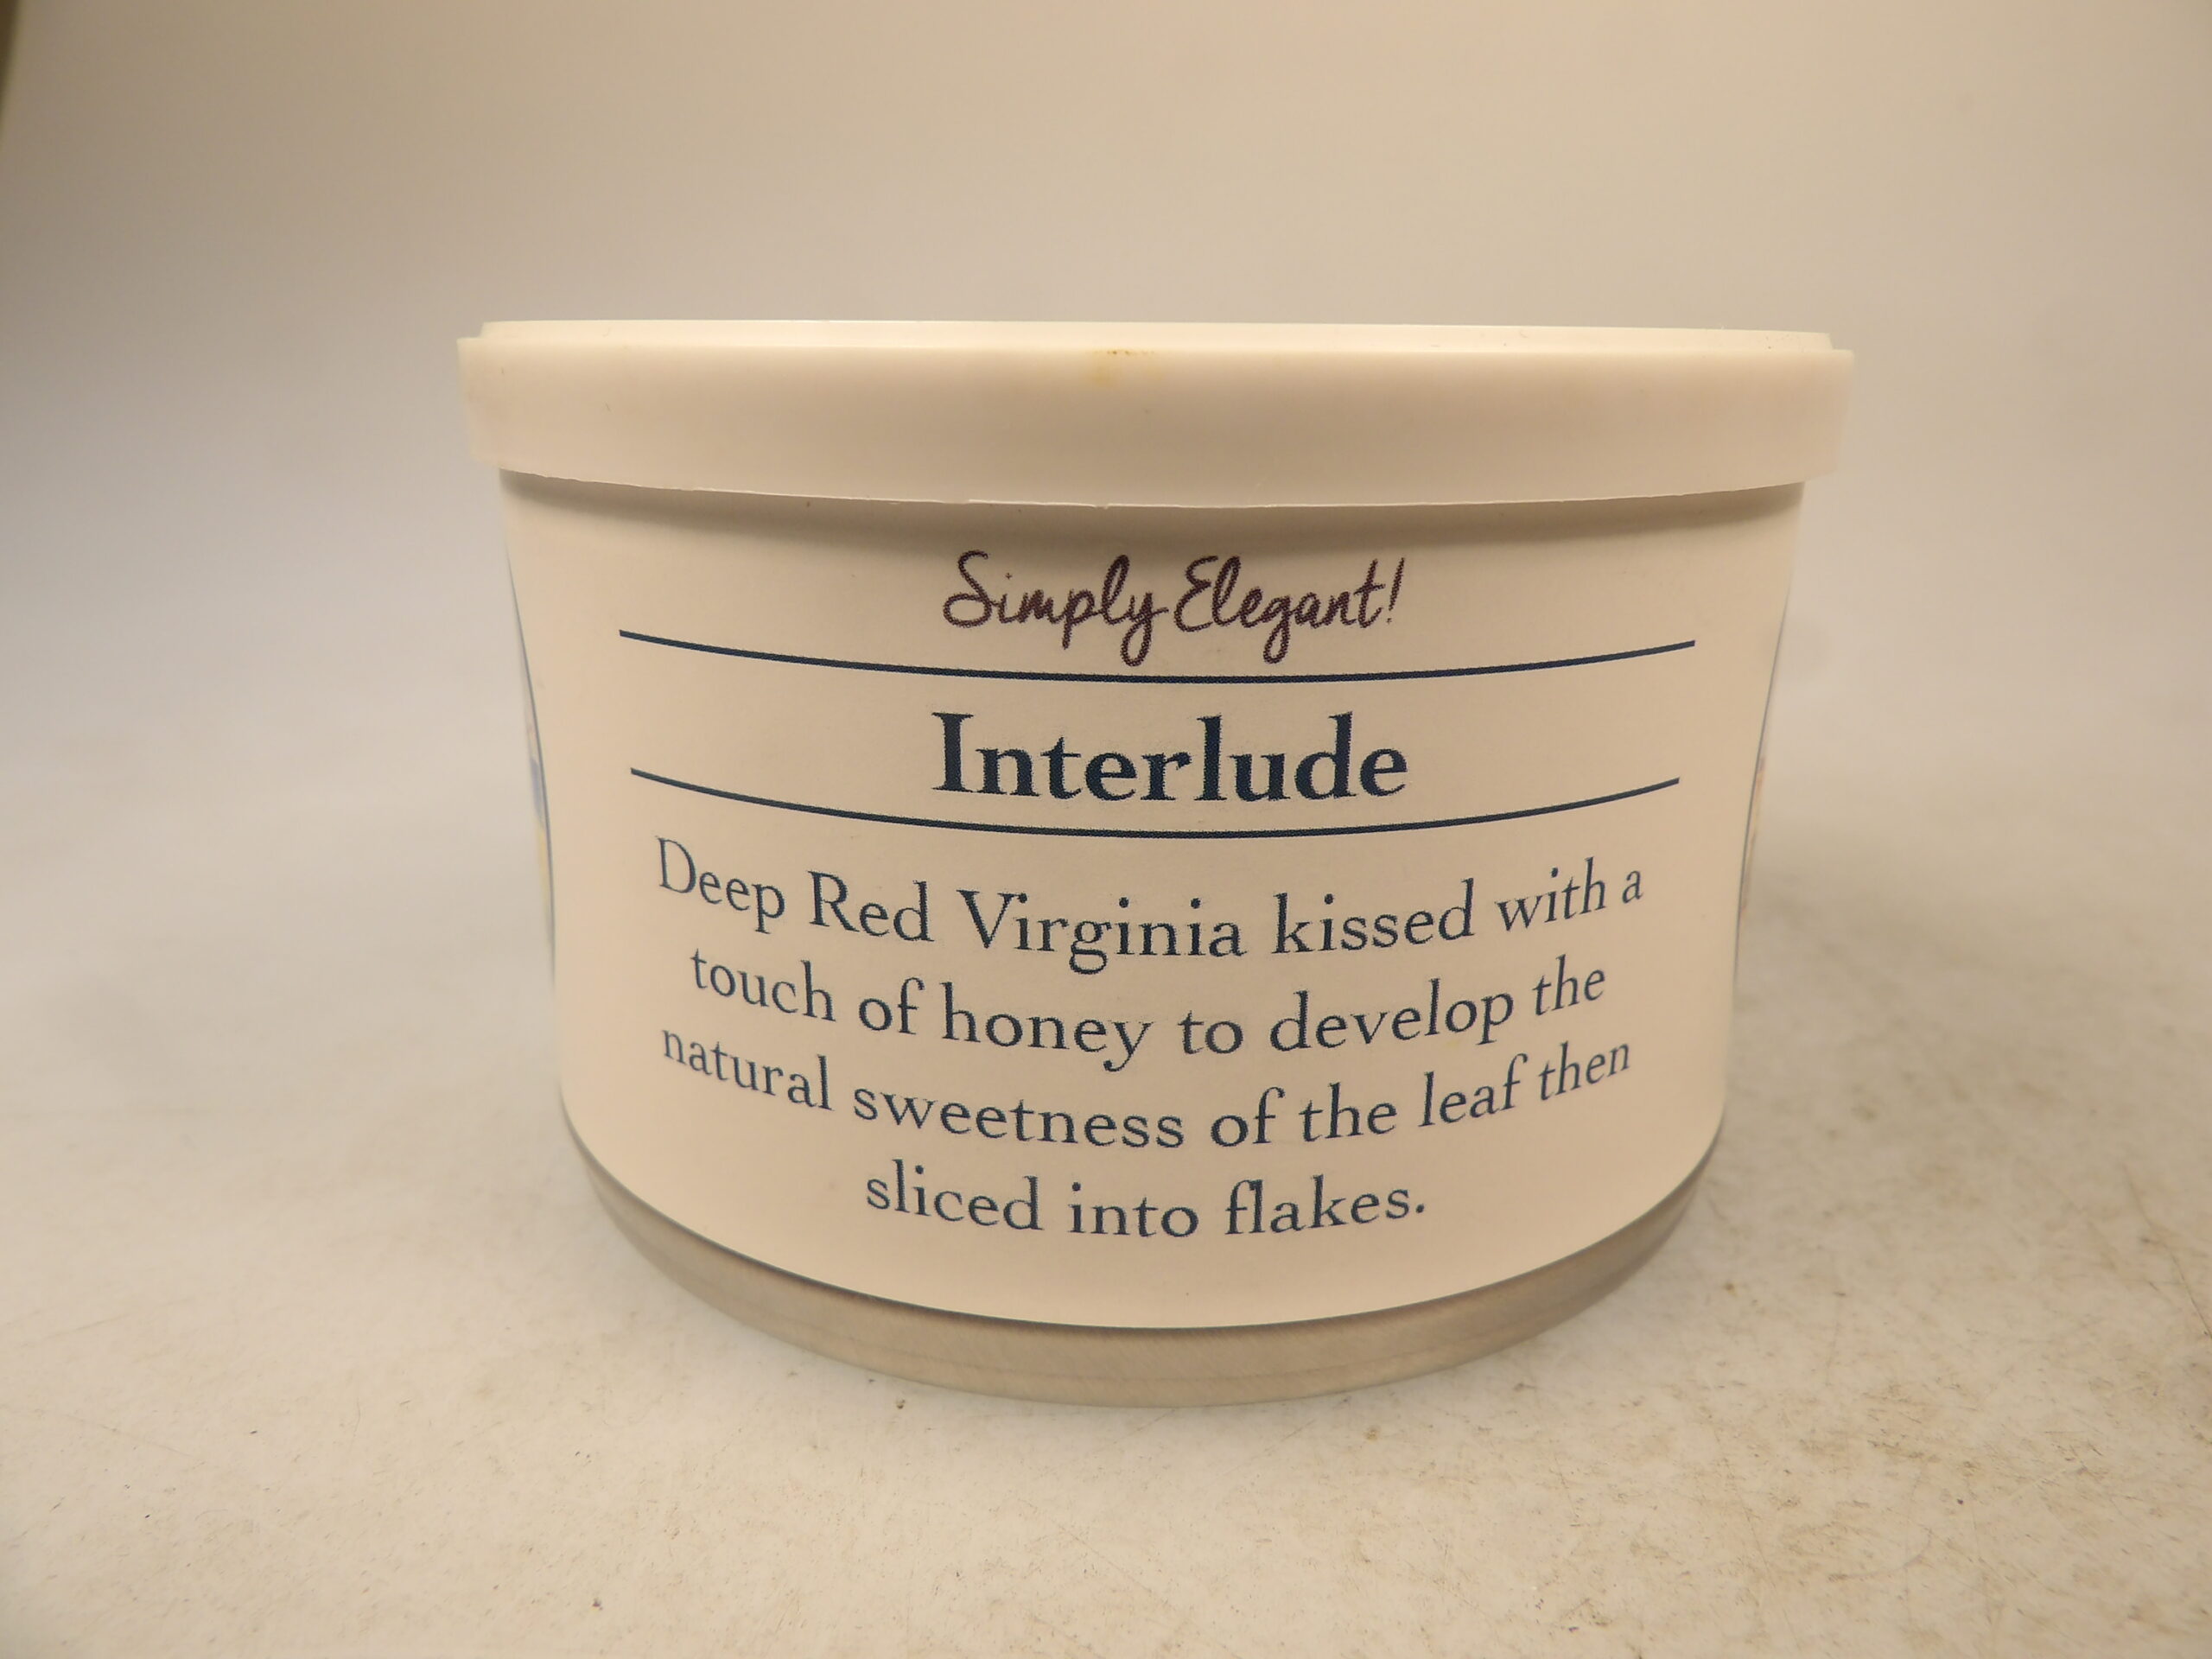 Simply Elegant!
Interlude
Deep Red Virginia kissed with a
touch of honey to develop the
natural sweetness of the leaf then
sliced into flakes.